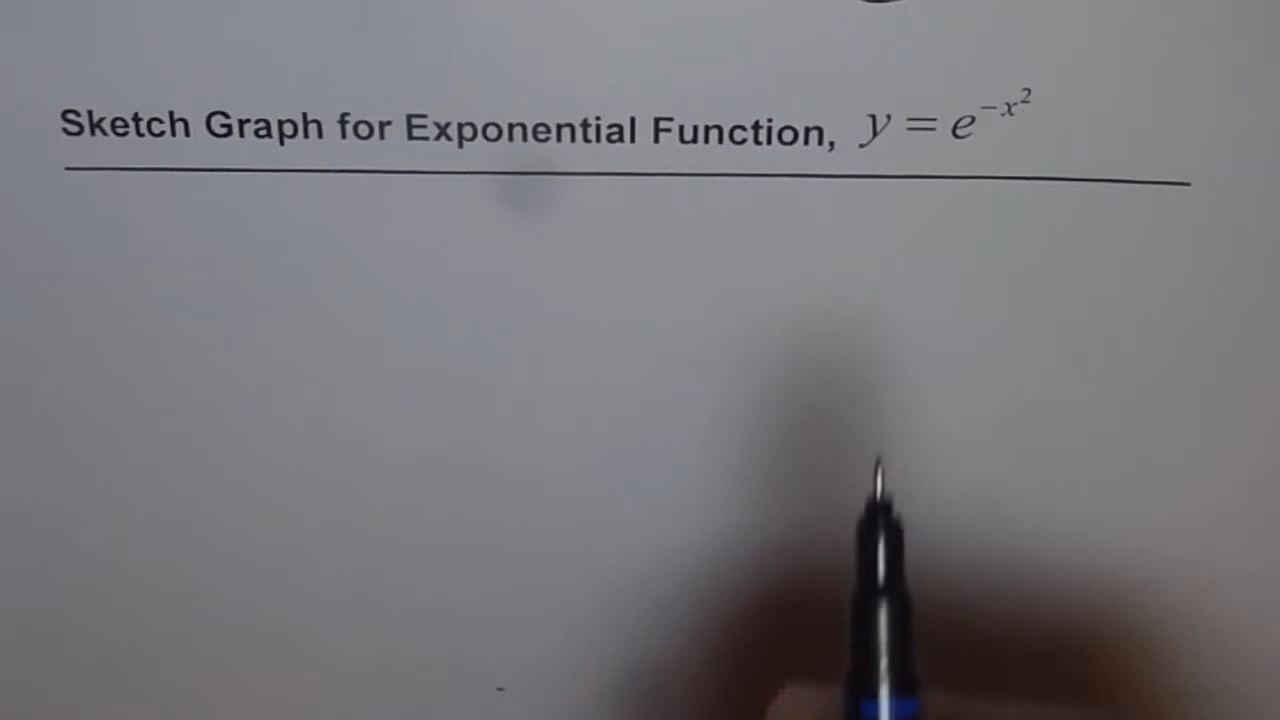 Sketch Graph for Exponential Function, y = e^{-x^2}